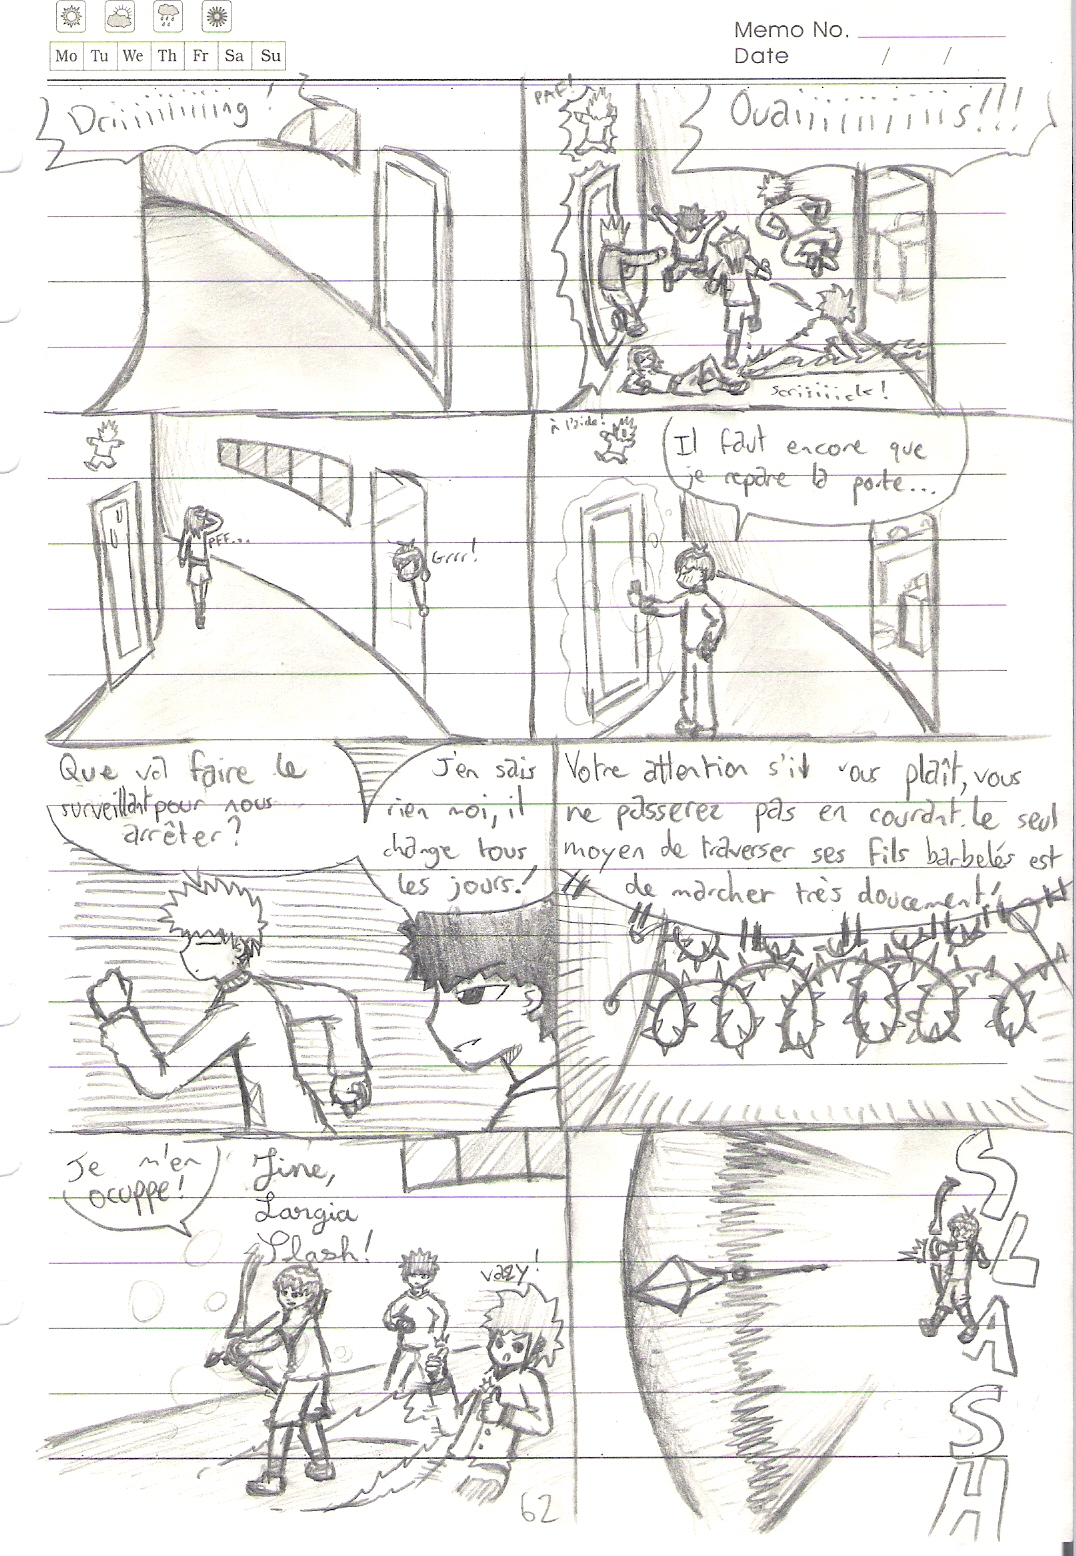 Mo Tu We Th Fr Sa Su
Memo No.
Date / /
Driiiiiiiiing !
PAF!
Ouaiiiiiiiiiiiis!!!
Scriiiiiick!
PFF...
Grrr!
À l'aide!
Il faut encore que
je repare la porte...
Que va faire le
surveillant pour nous
arrêter?
J'en sais
rien moi, il
change tous
les jours!
Votre attention s'il vous plaît, vous
ne passerez pas en courant. Le seul
moyen de traverser ses fils barbelés est
de marcher très doucement!
Je m'en
ocuppe!
Jine,
Largia
Slash!
vazy!
SLASH
62